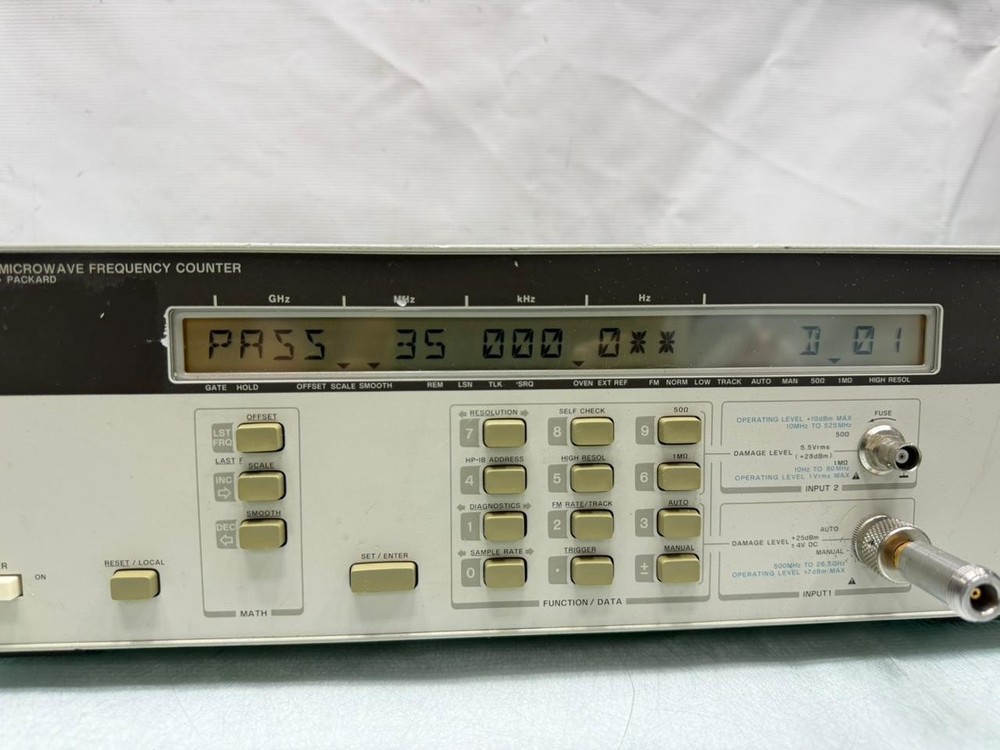 MICROWAVE FREQUENCY COUNTER
PACKARD
GHz MHz kHz Hz
PASS 35 000 0** D 01
GATE HOLD OFFSET SCALE SMOOTH REM LSN TLK SRQ OVEN EXT REF FM NORM LOW TRACK AUTO MAN 50Ω 1MΩ HIGH RESOL
OFFSET
LST FRQ
LAST F
SCALE
INC
SMOOTH
DEC
MATH
ON
RESET / LOCAL
SET / ENTER
RESOLUTION SELF CHECK 50Ω
7 8 9
HP-IB ADDRESS HIGH RESOL 1MΩ
4 5 6
DIAGNOSTICS FM RATE/TRACK AUTO
1 2 3
SAMPLE RATE TRIGGER MANUAL
0 . ±
FUNCTION / DATA
OPERATING LEVEL +10dBm MAX
10MHz TO 525MHz
50Ω
FUSE
DAMAGE LEVEL 5.5Vrms (+28dBm)
1MΩ
10Hz TO 80MHz
OPERATING LEVEL 1Vrms MAX
INPUT 2
AUTO
DAMAGE LEVEL +25dBm ±4V DC
MANUAL
500MHz TO 26.5GHz
OPERATING LEVEL +7dBm MAX
INPUT 1